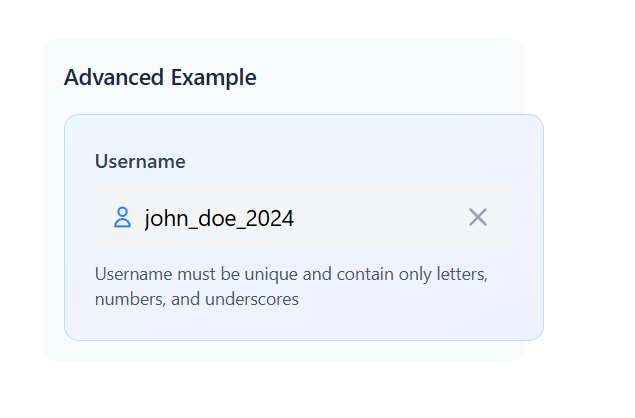 Advanced Example
Username
john_doe_2024
Username must be unique and contain only letters,
numbers, and underscores